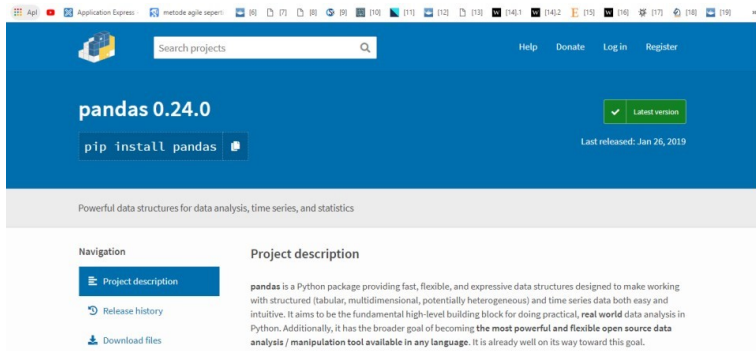 Apl
Application Express
metode agile sepert
[6]
[7]
[8]
[9]
[10]
[11]
[12]
[13]
[14].1
[14].2
[15]
[16]
[17]
[18]
[19]
Search projects
Help Donate Log in Register
pandas 0.24.0
Latest version
pip install pandas
Last released: Jan 26, 2019
Powerful data structures for data analysis, time series, and statistics
Navigation
Project description
Release history
Download files
Project description
pandas is a Python package providing fast, flexible, and expressive data structures designed to make working
with structured (tabular, multidimensional, potentially heterogeneous) and time series data both easy and
intuitive. It aims to be the fundamental high-level building block for doing practical, real world data analysis in
Python. Additionally, it has the broader goal of becoming the most powerful and flexible open source data
analysis / manipulation tool available in any language. It is already well on its way toward this goal.